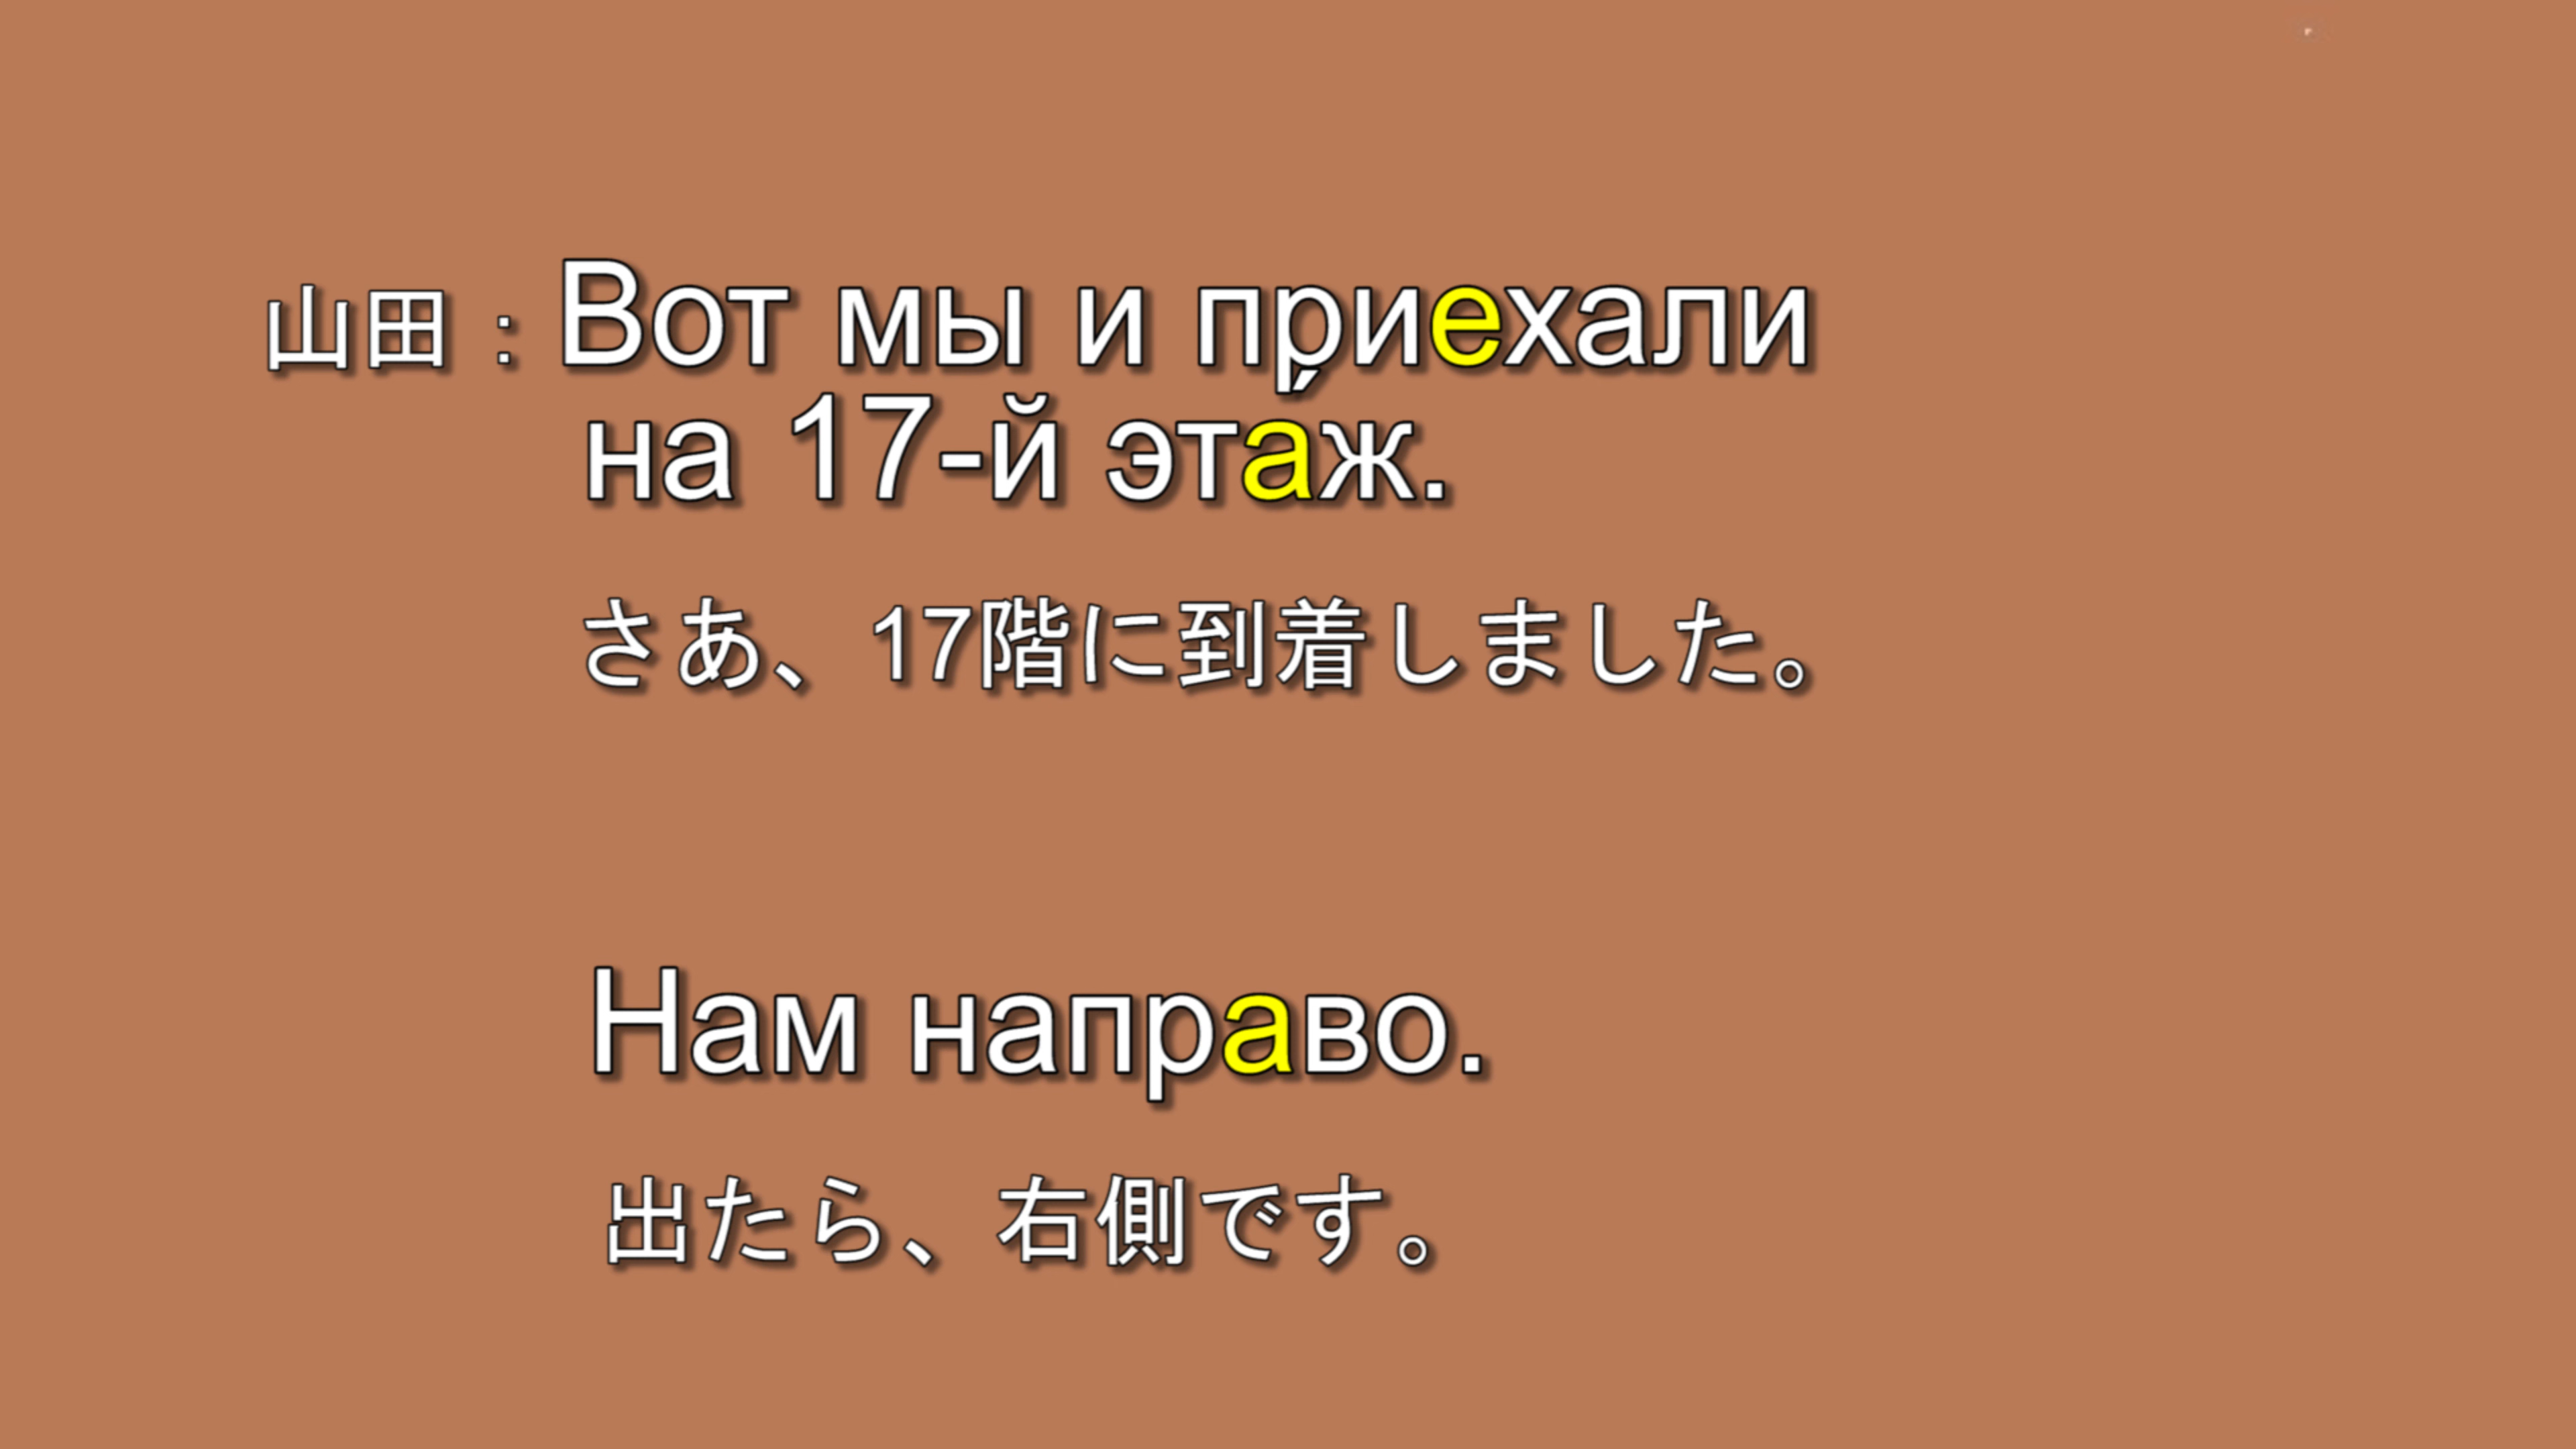 山田：Вот мы и приехали
на 17-й эта́ж.
さあ、17階に到着しました。
Нам направо.
出たら、右側です。